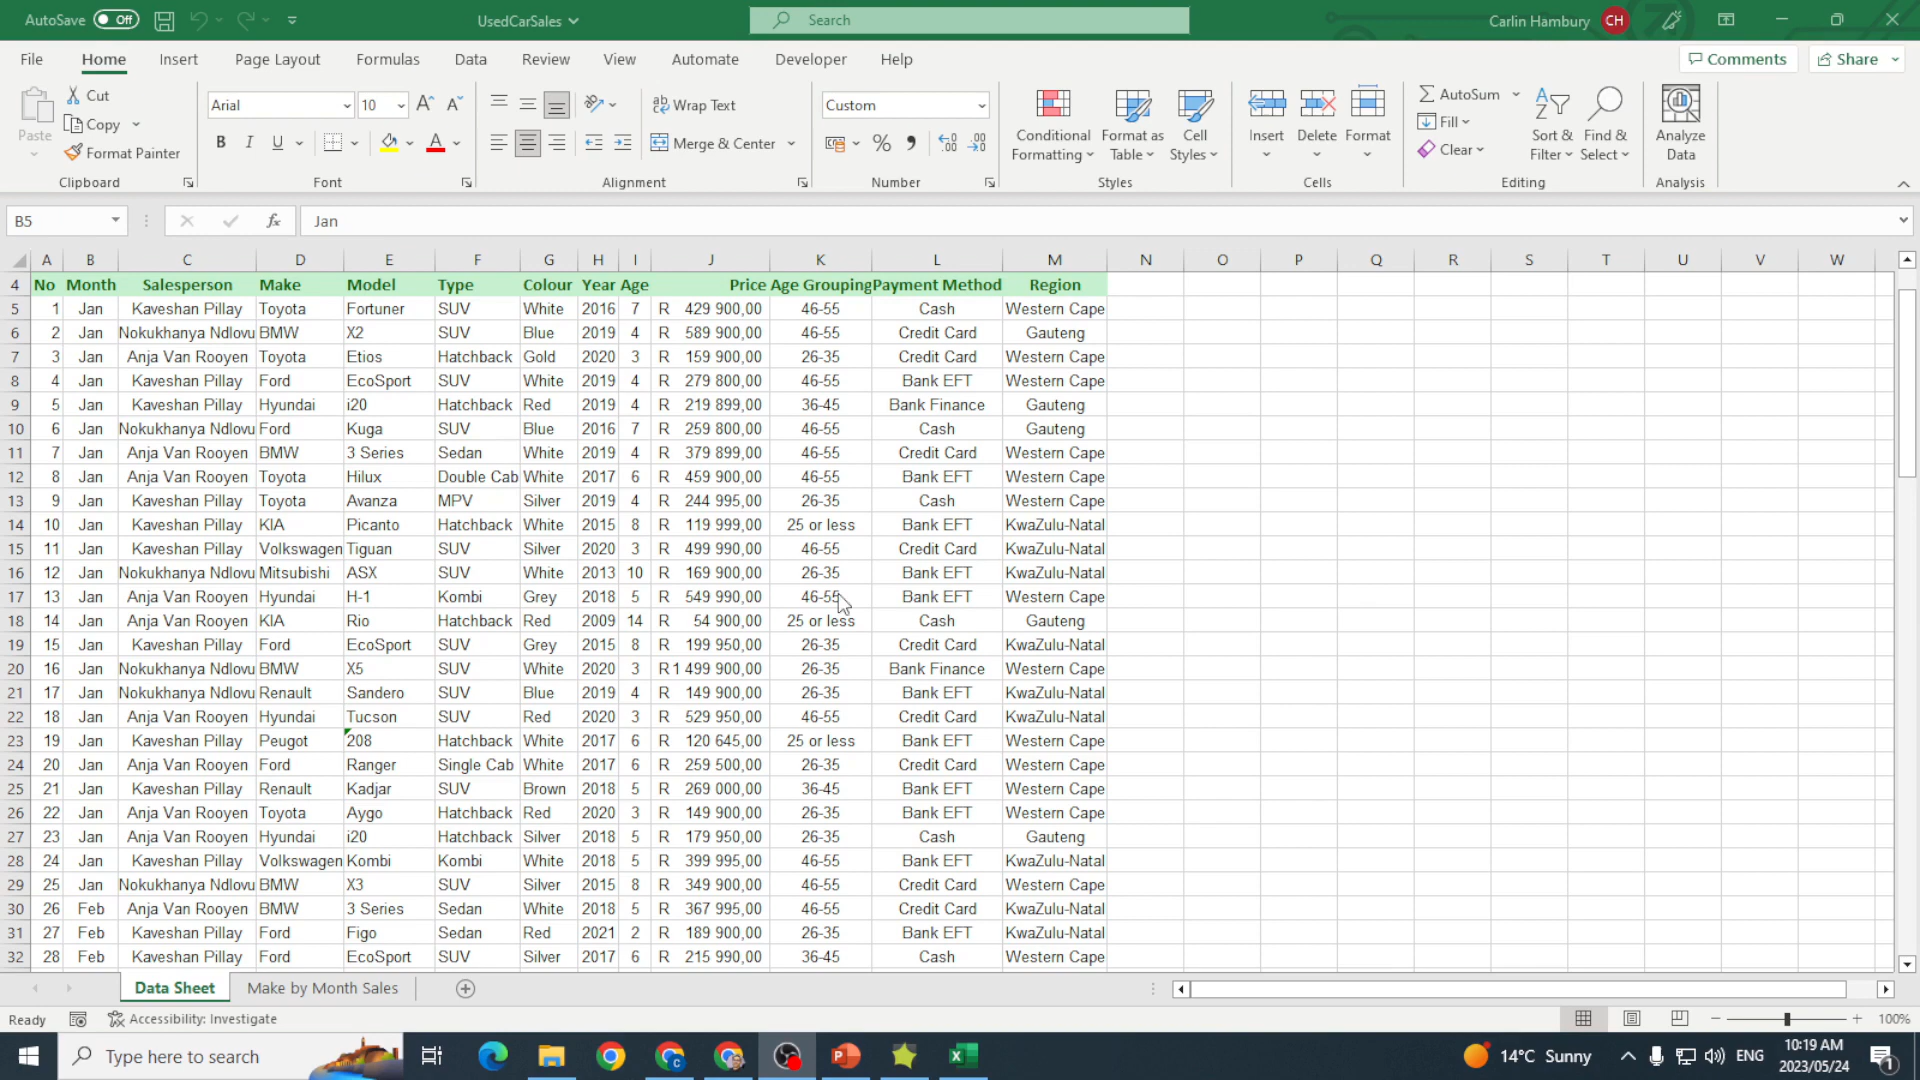 AutoSave Off UsedCarSales Search Carlin Hambury CH
File Home Insert Page Layout Formulas Data Review View Automate Developer Help Comments Share
Paste Cut Copy Format Painter Clipboard
Arial 10 B I U A Font
Wrap Text Merge & Center Alignment
Custom % Number
Conditional Formatting Format as Table Cell Styles Styles
Insert Delete Format Cells
AutoSum Fill Clear Sort & Filter Find & Select Editing
Analyze Data Analysis
B5 fx Jan
A B C D E F G H I J K L M N O P Q R S T U V W
4 No Month Salesperson Make Model Type Colour Year Age Price Age Grouping Payment Method Region
5 1 Jan Kaveshan Pillay Toyota Fortuner SUV White 2016 7 R 429 900,00 46-55 Cash Western Cape
6 2 Jan Nokukhanya Ndlovu BMW X2 SUV Blue 2019 4 R 589 900,00 46-55 Credit Card Gauteng
7 3 Jan Anja Van Rooyen Toyota Etios Hatchback Gold 2020 3 R 159 900,00 26-35 Credit Card Western Cape
8 4 Jan Kaveshan Pillay Ford EcoSport SUV White 2019 4 R 279 800,00 46-55 Bank EFT Western Cape
9 5 Jan Kaveshan Pillay Hyundai i20 Hatchback Red 2019 4 R 219 899,00 36-45 Bank Finance Gauteng
10 6 Jan Nokukhanya Ndlovu Ford Kuga SUV Blue 2016 7 R 259 800,00 46-55 Cash Gauteng
11 7 Jan Anja Van Rooyen BMW 3 Series Sedan White 2019 4 R 379 899,00 46-55 Credit Card Western Cape
12 8 Jan Anja Van Rooyen Toyota Hilux Double Cab White 2017 6 R 459 900,00 46-55 Bank EFT Western Cape
13 9 Jan Kaveshan Pillay Toyota Avanza MPV Silver 2019 4 R 244 995,00 26-35 Cash Western Cape
14 10 Jan Kaveshan Pillay KIA Picanto Hatchback White 2015 8 R 119 999,00 25 or less Bank EFT KwaZulu-Natal
15 11 Jan Kaveshan Pillay Volkswagen Tiguan SUV Silver 2020 3 R 499 990,00 46-55 Credit Card KwaZulu-Natal
16 12 Jan Nokukhanya Ndlovu Mitsubishi ASX SUV White 2013 10 R 169 900,00 26-35 Bank EFT KwaZulu-Natal
17 13 Jan Anja Van Rooyen Hyundai H-1 Kombi Grey 2018 5 R 549 990,00 46-55 Bank EFT Western Cape
18 14 Jan Anja Van Rooyen KIA Rio Hatchback Red 2009 14 R 54 900,00 25 or less Cash Gauteng
19 15 Jan Kaveshan Pillay Ford EcoSport SUV Grey 2015 8 R 199 950,00 26-35 Credit Card KwaZulu-Natal
20 16 Jan Nokukhanya Ndlovu BMW X5 SUV White 2020 3 R 1 499 900,00 26-35 Bank Finance Western Cape
21 17 Jan Nokukhanya Ndlovu Renault Sandero SUV Blue 2019 4 R 149 900,00 26-35 Bank EFT KwaZulu-Natal
22 18 Jan Anja Van Rooyen Hyundai Tucson SUV Red 2020 3 R 529 950,00 46-55 Credit Card KwaZulu-Natal
23 19 Jan Kaveshan Pillay Peugot 208 Hatchback White 2017 6 R 120 645,00 25 or less Bank EFT Western Cape
24 20 Jan Anja Van Rooyen Ford Ranger Single Cab White 2017 6 R 259 500,00 26-35 Credit Card Western Cape
25 21 Jan Kaveshan Pillay Renault Kadjar SUV Brown 2018 5 R 269 000,00 36-45 Bank EFT Western Cape
26 22 Jan Anja Van Rooyen Toyota Aygo Hatchback Red 2020 3 R 149 900,00 26-35 Bank EFT Western Cape
27 23 Jan Anja Van Rooyen Hyundai i20 Hatchback Silver 2018 5 R 179 950,00 26-35 Cash Gauteng
28 24 Jan Kaveshan Pillay Volkswagen Kombi Kombi White 2018 5 R 399 995,00 46-55 Bank EFT KwaZulu-Natal
29 25 Jan Nokukhanya Ndlovu BMW X3 SUV Silver 2015 8 R 349 900,00 46-55 Credit Card Western Cape
30 26 Feb Anja Van Rooyen BMW 3 Series Sedan White 2018 5 R 367 995,00 46-55 Credit Card KwaZulu-Natal
31 27 Feb Kaveshan Pillay Ford Figo Sedan Red 2021 2 R 189 900,00 26-35 Bank EFT KwaZulu-Natal
32 28 Feb Kaveshan Pillay Ford EcoSport SUV Silver 2017 6 R 215 990,00 36-45 Cash Western Cape
Data Sheet Make by Month Sales
Ready Accessibility: Investigate 100%
Type here to search 14°C Sunny ENG 10:19 AM
2023/05/24 1